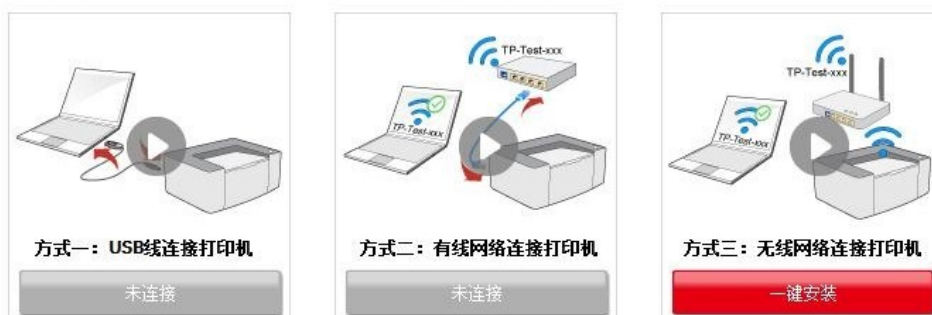 TP-Test-xxx
TP-Test-xxx
方式一：USB线连接打印机
未连接
TP-Test-xxx
方式二：有线网络连接打印机
未连接
TP-Test-xxx
方式三：无线网络连接打印机
一键安装